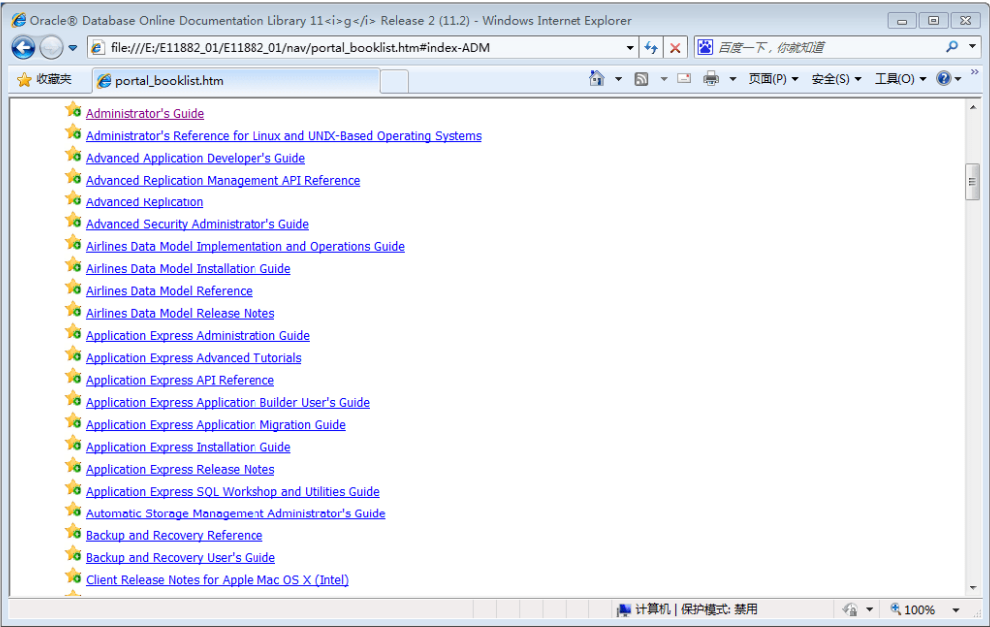 Oracle® Database Online Documentation Library 11<i>g</i> Release 2 (11.2) - Windows Internet Explorer
file:///E:/E11882_01/E11882_01/nav/portal_booklist.htm#index-ADM
百度一下，你就知道
收藏夹
portal_booklist.htm
页面(P)
安全(S)
工具(O)
Administrator's Guide
Administrator's Reference for Linux and UNIX-Based Operating Systems
Advanced Application Developer's Guide
Advanced Replication Management API Reference
Advanced Replication
Advanced Security Administrator's Guide
Airlines Data Model Implementation and Operations Guide
Airlines Data Model Installation Guide
Airlines Data Model Reference
Airlines Data Model Release Notes
Application Express Administration Guide
Application Express Advanced Tutorials
Application Express API Reference
Application Express Application Builder User's Guide
Application Express Application Migration Guide
Application Express Installation Guide
Application Express Release Notes
Application Express SQL Workshop and Utilities Guide
Automatic Storage Management Administrator's Guide
Backup and Recovery Reference
Backup and Recovery User's Guide
Client Release Notes for Apple Mac OS X (Intel)
计算机 | 保护模式: 禁用
100%